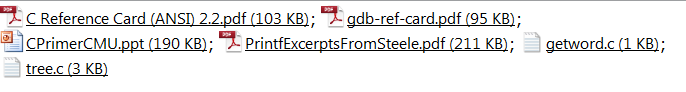 C Reference Card (ANSI) 2.2.pdf (103 KB); gdb-ref-card.pdf (95 KB);
CPrimerCMU.ppt (190 KB); PrintfExcerptsFromSteele.pdf (211 KB); getword.c (1 KB);
tree.c (3 KB)